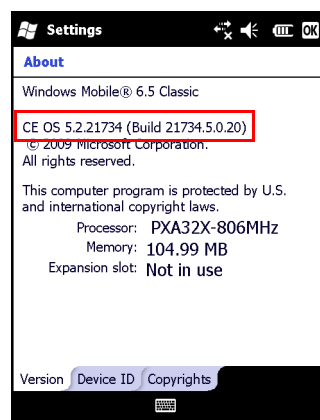 Settings
OK
About
Windows Mobile® 6.5 Classic
CE OS 5.2.21734 (Build 21734.5.0.20)
© 2009 Microsoft Corporation.
All rights reserved.
This computer program is protected by U.S.
and international copyright laws.
Processor: PXA32X-806MHz
Memory: 104.99 MB
Expansion slot: Not in use
Version Device ID Copyrights